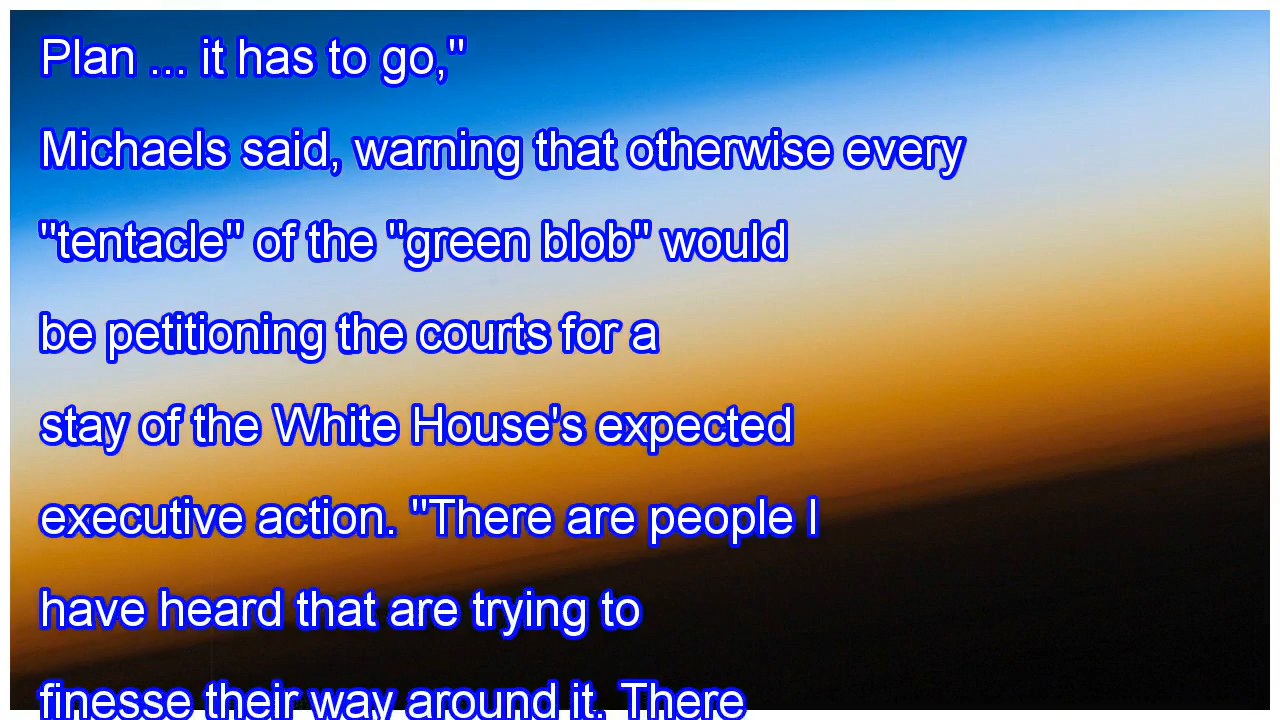 Plan ... it has to go,"
Michaels said, warning that otherwise every
"tentacle" of the "green blob" would
be petitioning the courts for a
stay of the White House's expected
executive action. "There are people I
have heard that are trying to
finesse their way around it. There